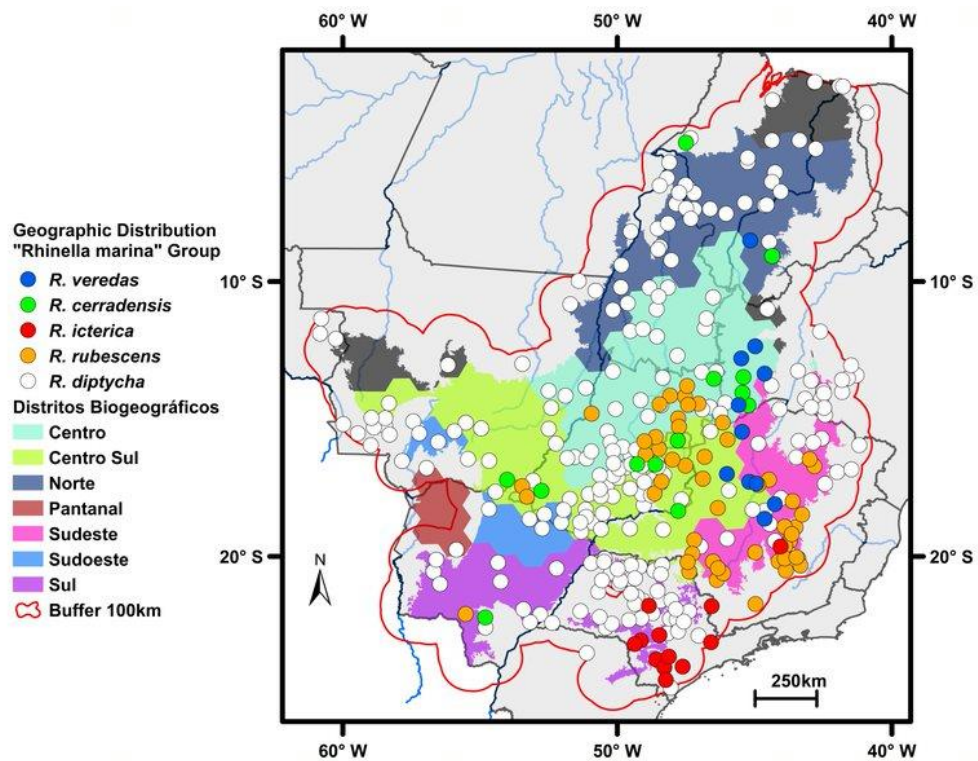 60° W 50° W 40° W
Geographic Distribution
"Rhinella marina" Group
R. veredas
R. cerradensis
R. icterica
R. rubescens
R. diptycha
Distritos Biogeográficos
Centro
Centro Sul
Norte
Pantanal
Sudeste
Sudoeste
Sul
Buffer 100km
10° S 10° S
20° S 20° S
N
250km
60° W 50° W 40° W